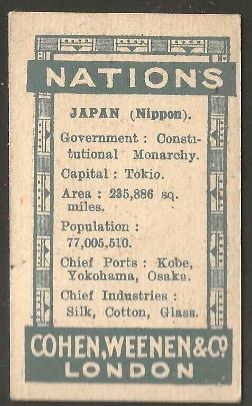 NATIONS
JAPAN (Nippon).
Government : Consti-
tutional Monarchy.
Capital : Tokio.
Area : 235,886 sq.
miles.
Population :
77,005,510.
Chief Ports : Kobe,
Yokohama, Osaka.
Chief Industries :
Silk, Cotton, Glass.
COHEN, WEENEN & Co.
LONDON